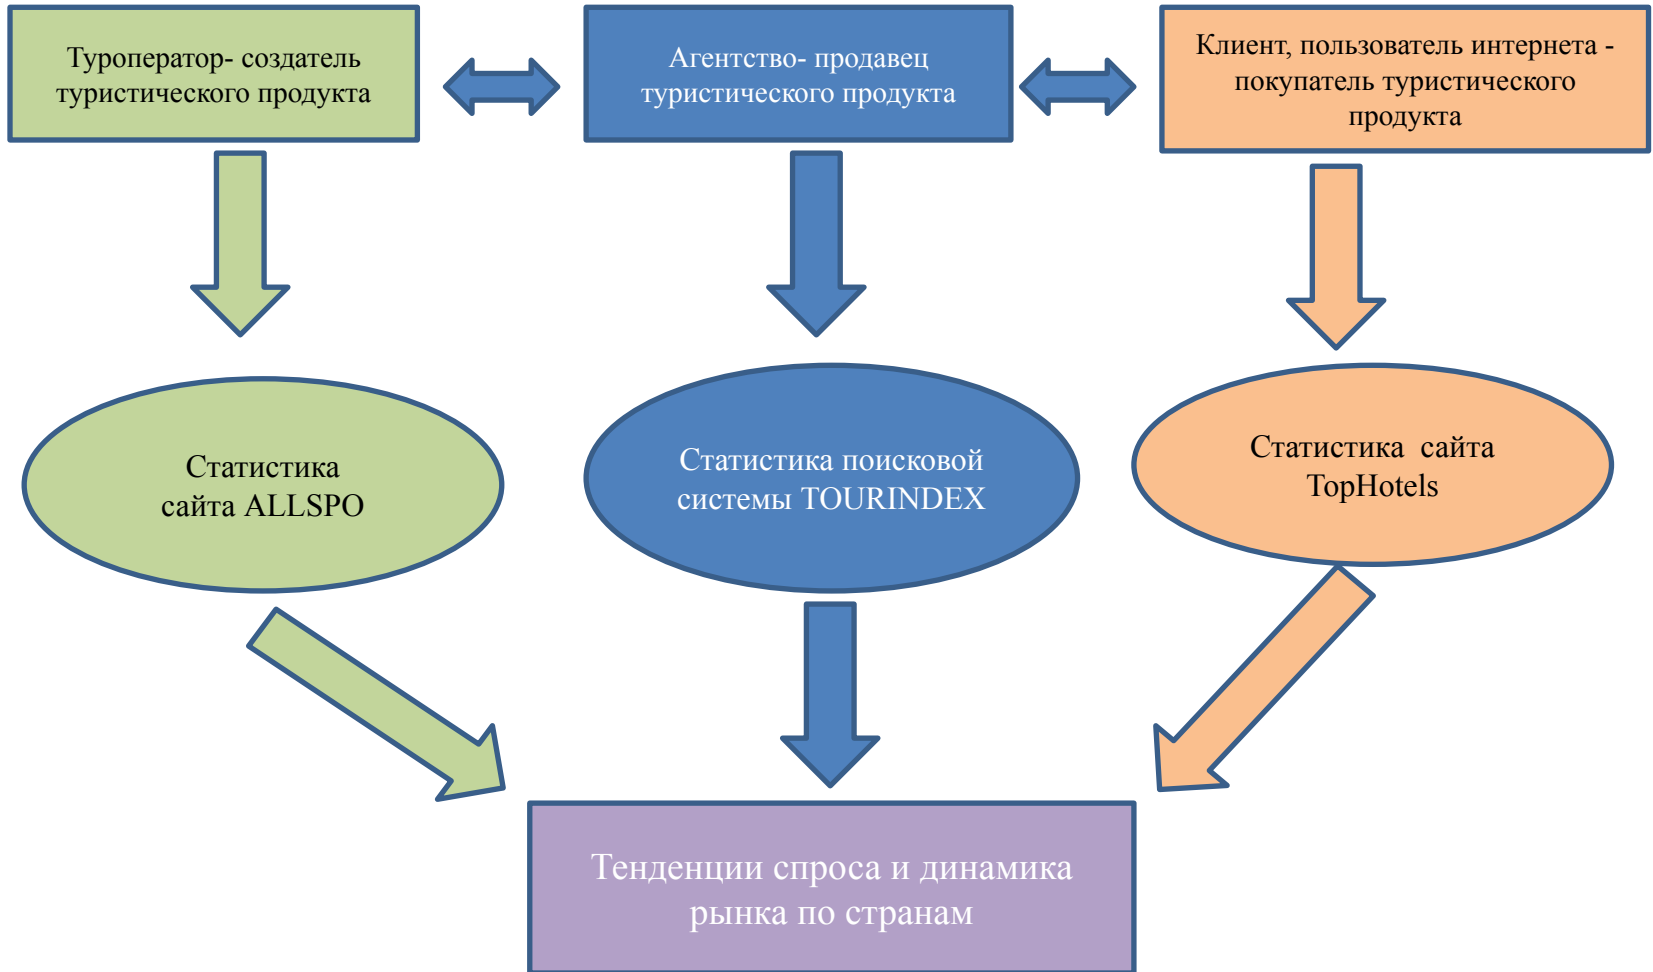 Туроператор- создатель
туристического продукта
Агентство- продавец
туристического продукта
Клиент, пользователь интернета -
покупатель туристического
продукта
Статистика
сайта ALLSPO
Статистика поисковой
системы TOURINDEX
Статистика  сайта
TopHotels
Тенденции спроса и динамика
рынка по странам